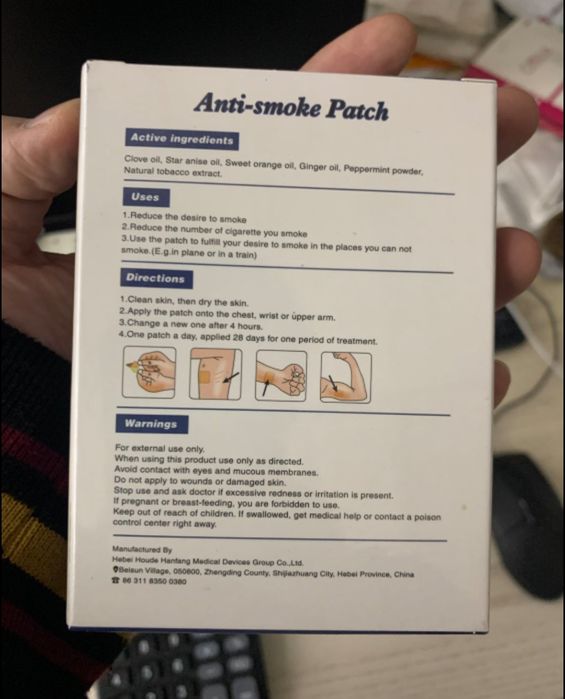 Anti-smoke Patch
Active ingredients
Clove oil, Star anise oil, Sweet orange oil, Ginger oil, Peppermint powder,
Natural tobacco extract.
Uses
1.Reduce the desire to smoke
2.Reduce the number of cigarette you smoke
3.Use the patch to fulfill your desire to smoke in the places you can not
smoke.(E.g.in plane or in a train)
Directions
1.Clean skin, then dry the skin.
2.Apply the patch onto the chest, wrist or upper arm.
3.Change a new one after 4 hours.
4.One patch a day, applied 28 days for one period of treatment.
Warnings
For external use only.
When using this product use only as directed.
Avoid contact with eyes and mucous membranes.
Do not apply to wounds or damaged skin.
Stop use and ask doctor if excessive redness or irritation is present.
If pregnant or breast-feeding, you are forbidden to use.
Keep out of reach of children. If swallowed, get medical help or contact a poison
control center right away.
Manufactured By
Hebei Houde Hantang Medical Devices Group Co.,Ltd.
Beisun Village, 050800, Zhengding County, Shijiazhuang City, Hebei Province, China
86 311 8350 0380